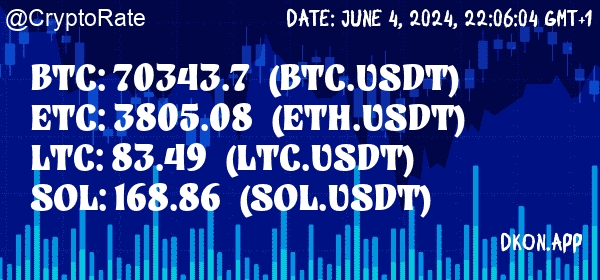 @CryptoRate
DATE: JUNE 4, 2024, 22:06:04 GMT+1
BTC: 70343.7 (BTC.USDT)
ETC: 3805.08 (ETH.USDT)
LTC: 83.49 (LTC.USDT)
SOL: 168.86 (SOL.USDT)
DKON.APP